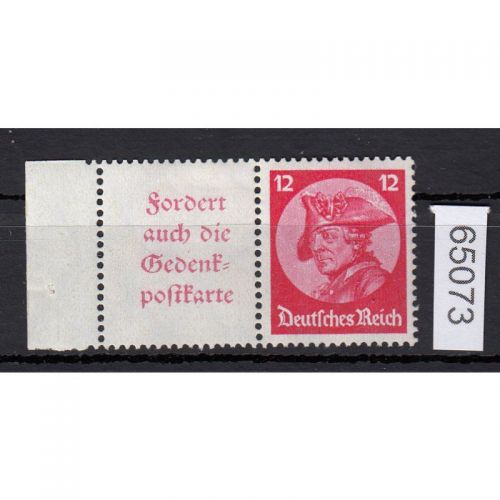 Fordert
auch die
Gedenk-
postkarte
12 12
Deutsches Reich
65073